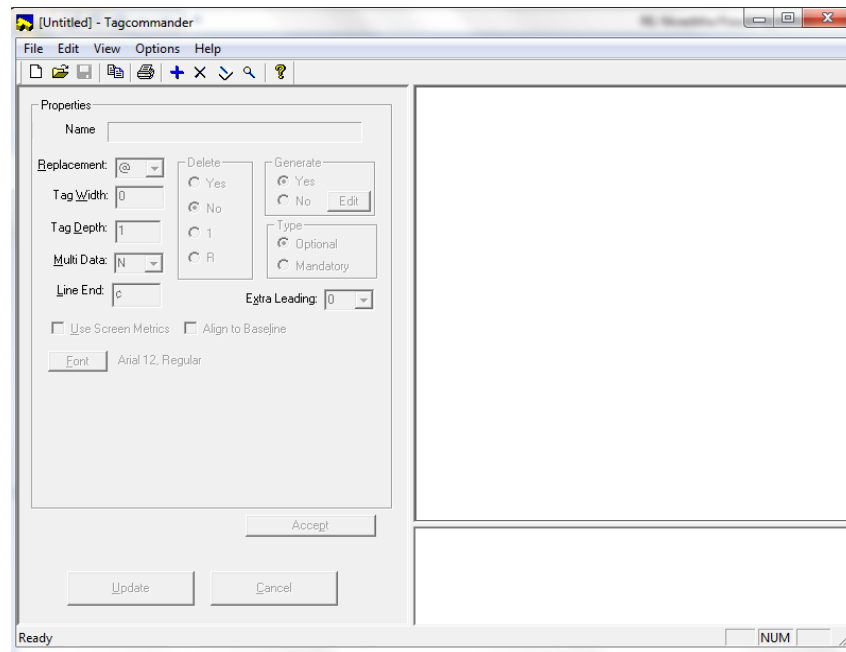 [Untitled] - Tagcommander
File Edit View Options Help
Properties
Name
Replacement: @
Delete
Generate
Yes
Yes
Tag Width: 0
No
No Edit
Tag Depth: 1
1
Type
Optional
Multi Data: N
R
Mandatory
Line End: ¢
Extra Leading: 0
Use Screen Metrics Align to Baseline
Font Arial 12, Regular
Accept
Update Cancel
Ready NUM